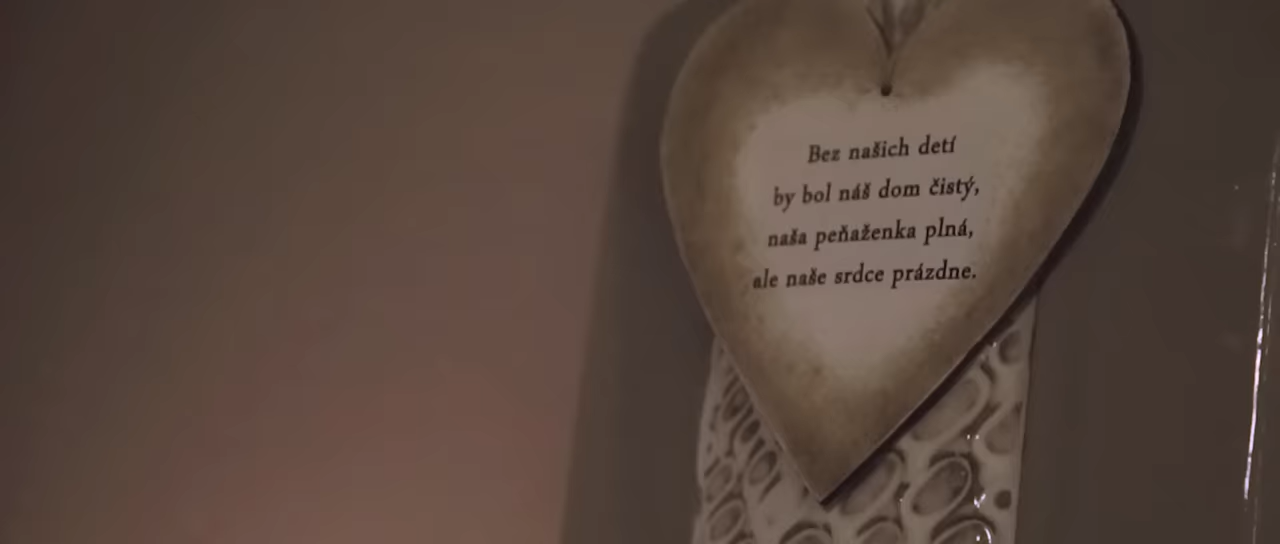 Bez našich detí
by bol náš dom čistý,
naša peňaženka plná,
ale naše srdce prázdne.